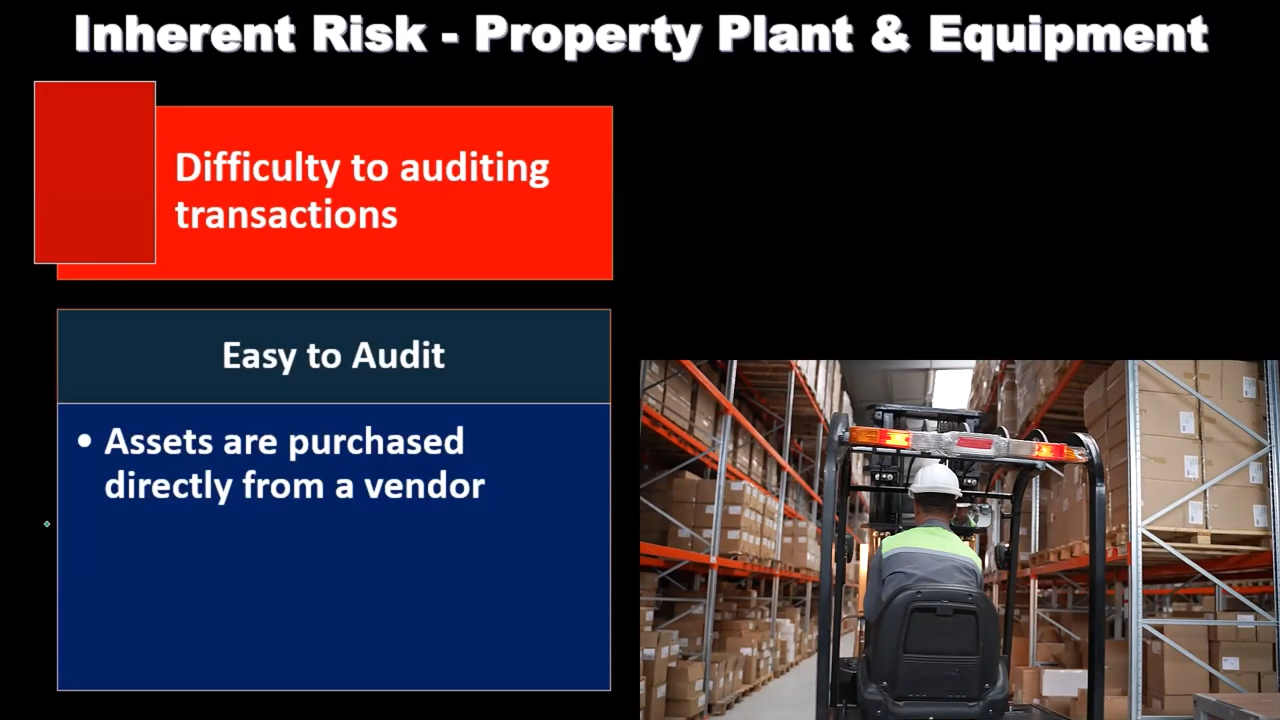 Inherent Risk - Property Plant & Equipment
Difficulty to auditing
transactions
Easy to Audit
• Assets are purchased
directly from a vendor